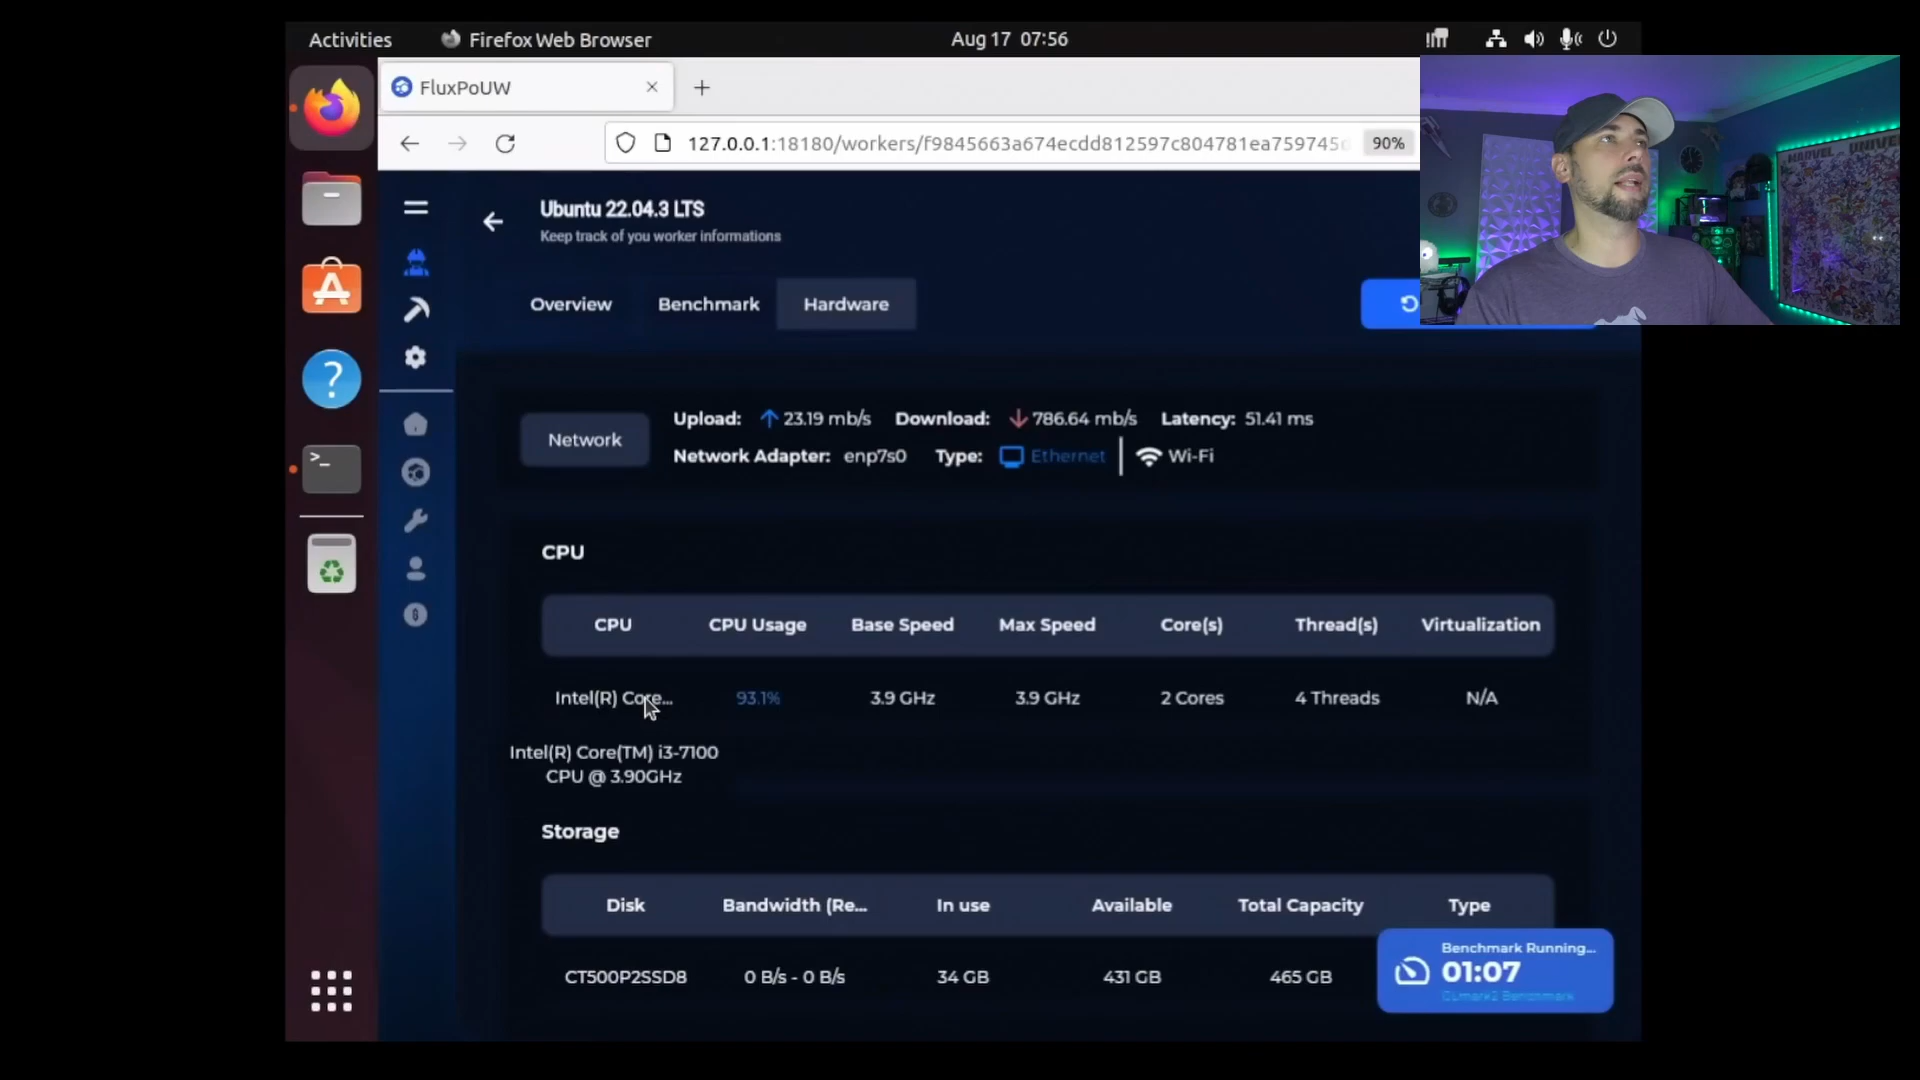 Activities
Firefox Web Browser
Aug 17 07:56
FluxPoUW
127.0.0.1:18180/workers/f9845663a674ecdd812597c804781ea759745
90%
Ubuntu 22.04.3 LTS
Keep track of you worker informations
Overview
Benchmark
Hardware
Network
Upload: 23.19 mb/s Download: 786.64 mb/s Latency: 51.41 ms
Network Adapter: enp7s0 Type: Ethernet Wi-Fi
CPU
CPU CPU Usage Base Speed Max Speed Core(s) Thread(s) Virtualization
Intel(R) Core... 93.1% 3.9 GHz 3.9 GHz 2 Cores 4 Threads N/A
Intel(R) Core(TM) i3-7100
CPU @ 3.90GHz
Storage
Disk Bandwidth (Re... In use Available Total Capacity Type
CT500P2SSD8 0 B/s - 0 B/s 34 GB 431 GB 465 GB
Benchmark Running...
01:07
MARVEL